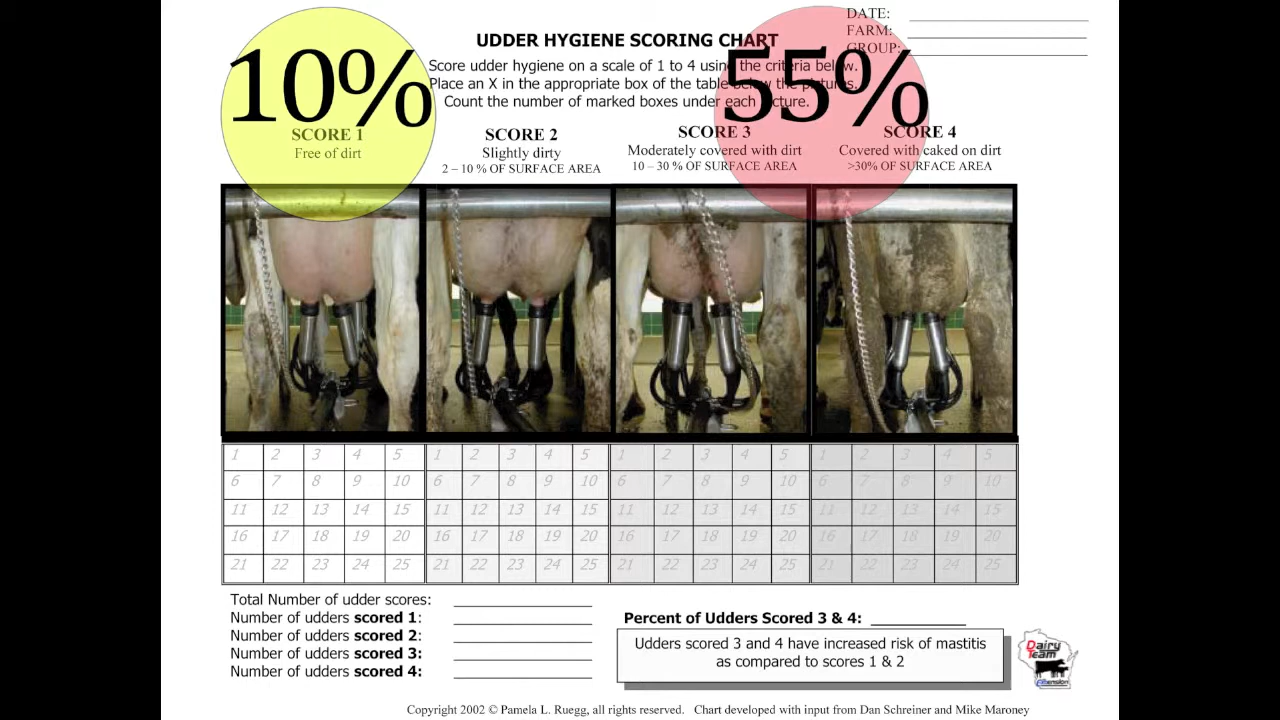 10%
55%
DATE:
FARM:
GROUP:
UDDER HYGIENE SCORING CHART
Score udder hygiene on a scale of 1 to 4 using the criteria below.
Place an X in the appropriate box of the table below the pictures.
Count the number of marked boxes under each picture.
SCORE 1
Free of dirt
SCORE 2
Slightly dirty
2 – 10 % OF SURFACE AREA
SCORE 3
Moderately covered with dirt
10 – 30 % OF SURFACE AREA
SCORE 4
Covered with caked on dirt
>30% OF SURFACE AREA
1 2 3 4 5 1 2 3 4 5 1 2 3 4 5 1 2 3 4 5
6 7 8 9 10 6 7 8 9 10 6 7 8 9 10 6 7 8 9 10
11 12 13 14 15 11 12 13 14 15 11 12 13 14 15 11 12 13 14 15
16 17 18 19 20 16 17 18 19 20 16 17 18 19 20 16 17 18 19 20
21 22 23 24 25 21 22 23 24 25 21 22 23 24 25 21 22 23 24 25
Total Number of udder scores:
Number of udders scored 1:
Number of udders scored 2:
Number of udders scored 3:
Number of udders scored 4:
Percent of Udders Scored 3 & 4:
Udders scored 3 and 4 have increased risk of mastitis
as compared to scores 1 & 2
Dairy
Team
Copyright 2002 © Pamela L. Ruegg, all rights reserved. Chart developed with input from Dan Schreiner and Mike Maroney